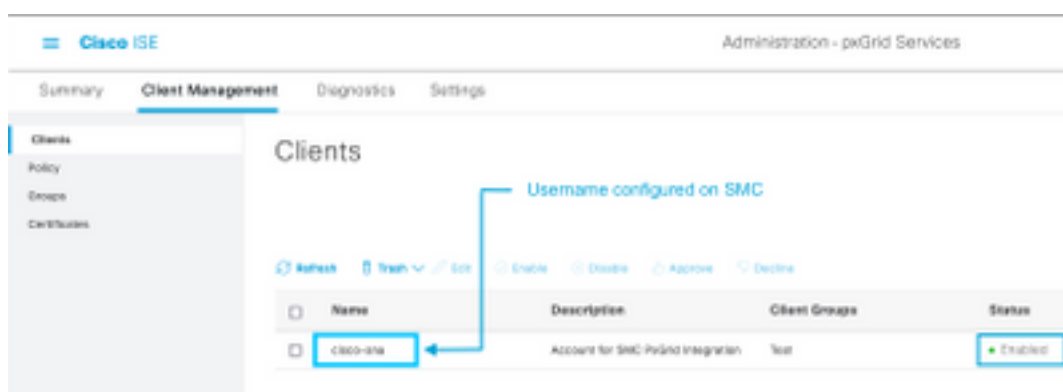 Cisco ISE
Administration - pxGrid Services
Summary Client Management Diagnostics Settings
Clients
Policy
Groups
Certificates
Clients
Username configured on SMC
Refresh Trash Edit Enable Disable Approve Decline
Name Description Client Groups Status
Account for SMC PxGrid Integration Test Enabled